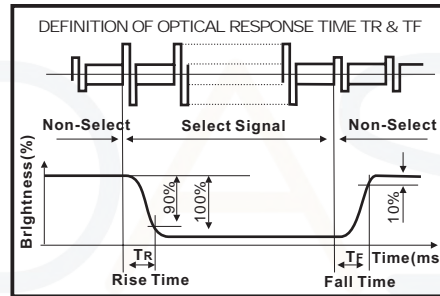 DEFINITION OF OPTICAL RESPONSE TIME TR & TF
Non-Select Select Signal Non-Select
Brightness(%)
90%
100%
10%
TR TF Time(ms
Rise Time Fall Time